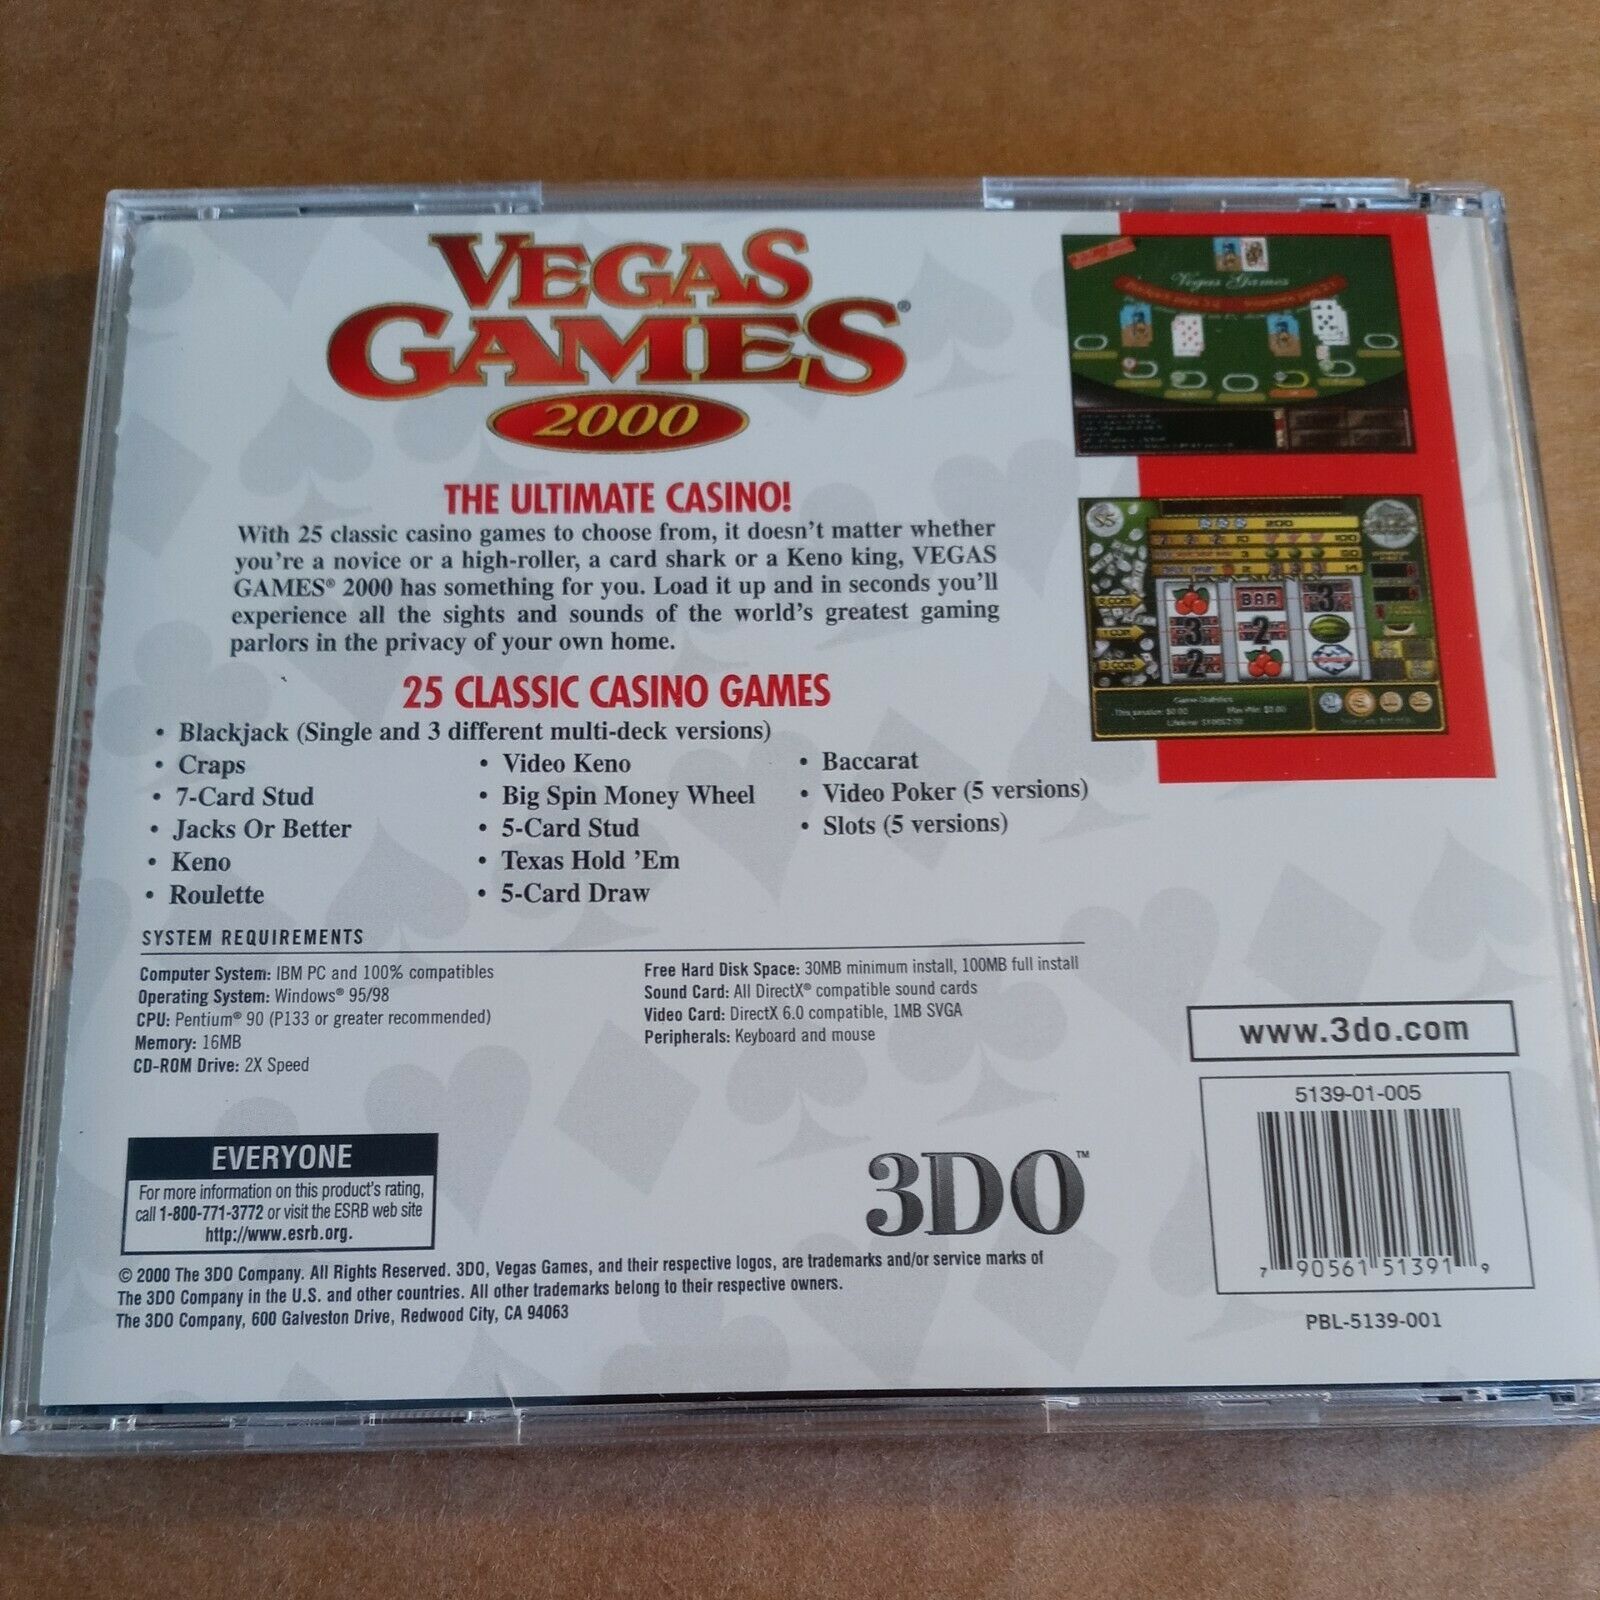 VEGAS
GAMES®
2000
THE ULTIMATE CASINO!
With 25 classic casino games to choose from, it doesn't matter whether
you're a novice or a high-roller, a card shark or a Keno king, VEGAS
GAMES® 2000 has something for you. Load it up and in seconds you'll
experience all the sights and sounds of the world's greatest gaming
parlors in the privacy of your own home.
25 CLASSIC CASINO GAMES
• Blackjack (Single and 3 different multi-deck versions)
• Craps
• 7-Card Stud
• Jacks Or Better
• Keno
• Roulette
• Video Keno
• Big Spin Money Wheel
• 5-Card Stud
• Texas Hold 'Em
• 5-Card Draw
• Baccarat
• Video Poker (5 versions)
• Slots (5 versions)
Vegas Games
200
100
50
BAR
3
3
2
2
Game Statistics
SYSTEM REQUIREMENTS
Computer System: IBM PC and 100% compatibles
Operating System: Windows® 95/98
CPU: Pentium® 90 (P133 or greater recommended)
Memory: 16MB
CD-ROM Drive: 2X Speed
Free Hard Disk Space: 30MB minimum install, 100MB full install
Sound Card: All DirectX® compatible sound cards
Video Card: DirectX 6.0 compatible, 1MB SVGA
Peripherals: Keyboard and mouse
www.3do.com
5139-01-005
7 90561 51391 9
PBL-5139-001
EVERYONE
For more information on this product's rating,
call 1-800-771-3772 or visit the ESRB web site
http://www.esrb.org.
3DO™
© 2000 The 3DO Company. All Rights Reserved. 3DO, Vegas Games, and their respective logos, are trademarks and/or service marks of
The 3DO Company in the U.S. and other countries. All other trademarks belong to their respective owners.
The 3DO Company, 600 Galveston Drive, Redwood City, CA 94063